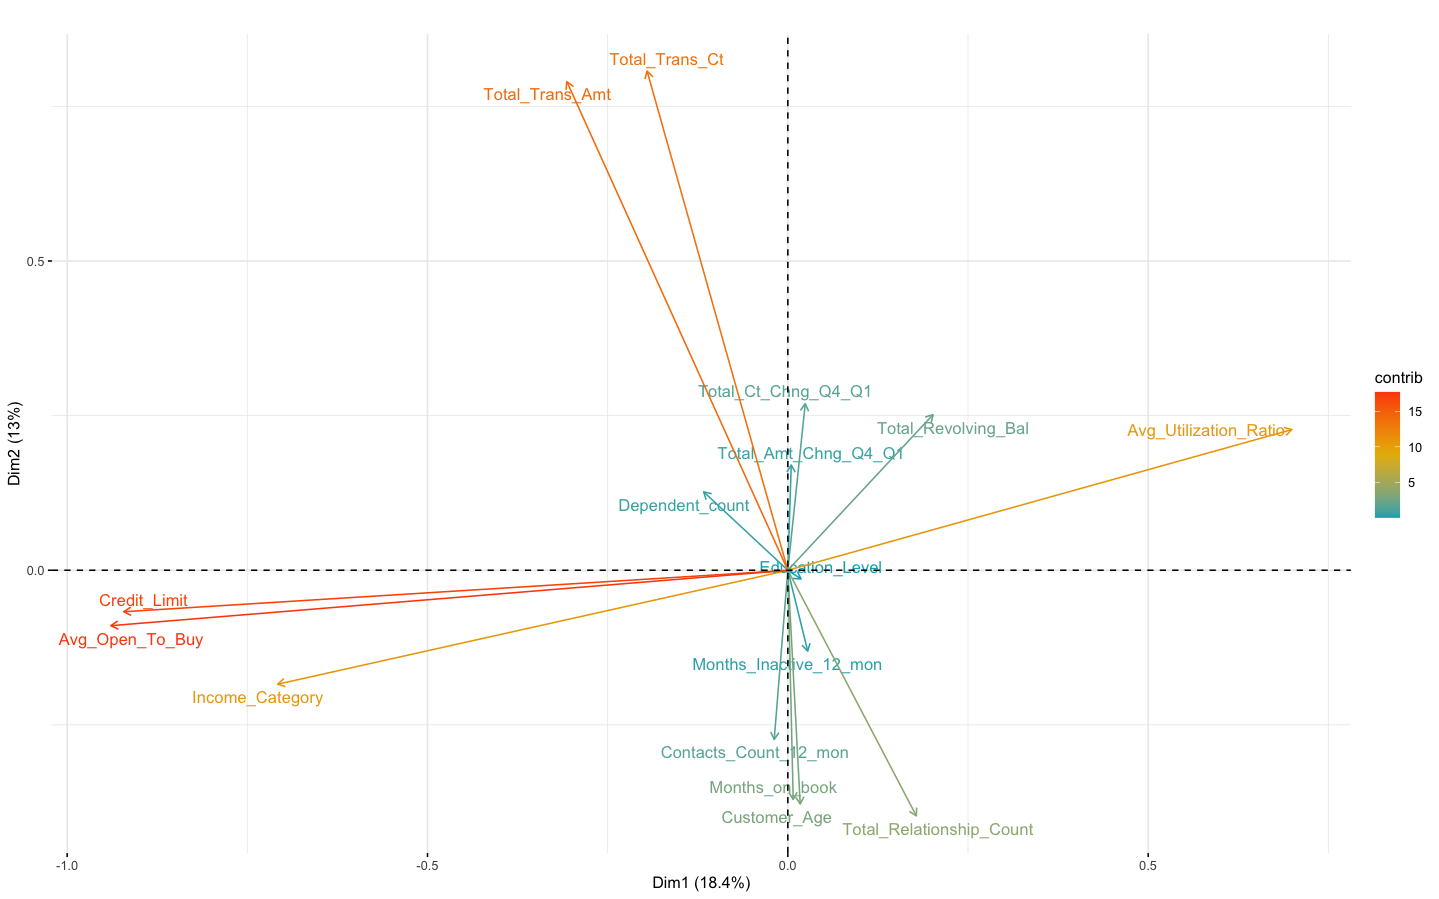 Total_Trans_Ct
Total_Trans_Amt
0.5
Total_Ct_Chng_Q4_Q1
Total_Revolving_Bal
Avg_Utilization_Ratio
Total_Amt_Chng_Q4_Q1
Dependent_count
Education_Level
0.0
Credit_Limit
Avg_Open_To_Buy
Income_Category
Months_Inactive_12_mon
Contacts_Count_12_mon
Months_on_book
Customer_Age
Total_Relationship_Count
-1.0
-0.5
0.0
0.5
Dim1 (18.4%)
Dim2 (13%)
contrib
15
10
5